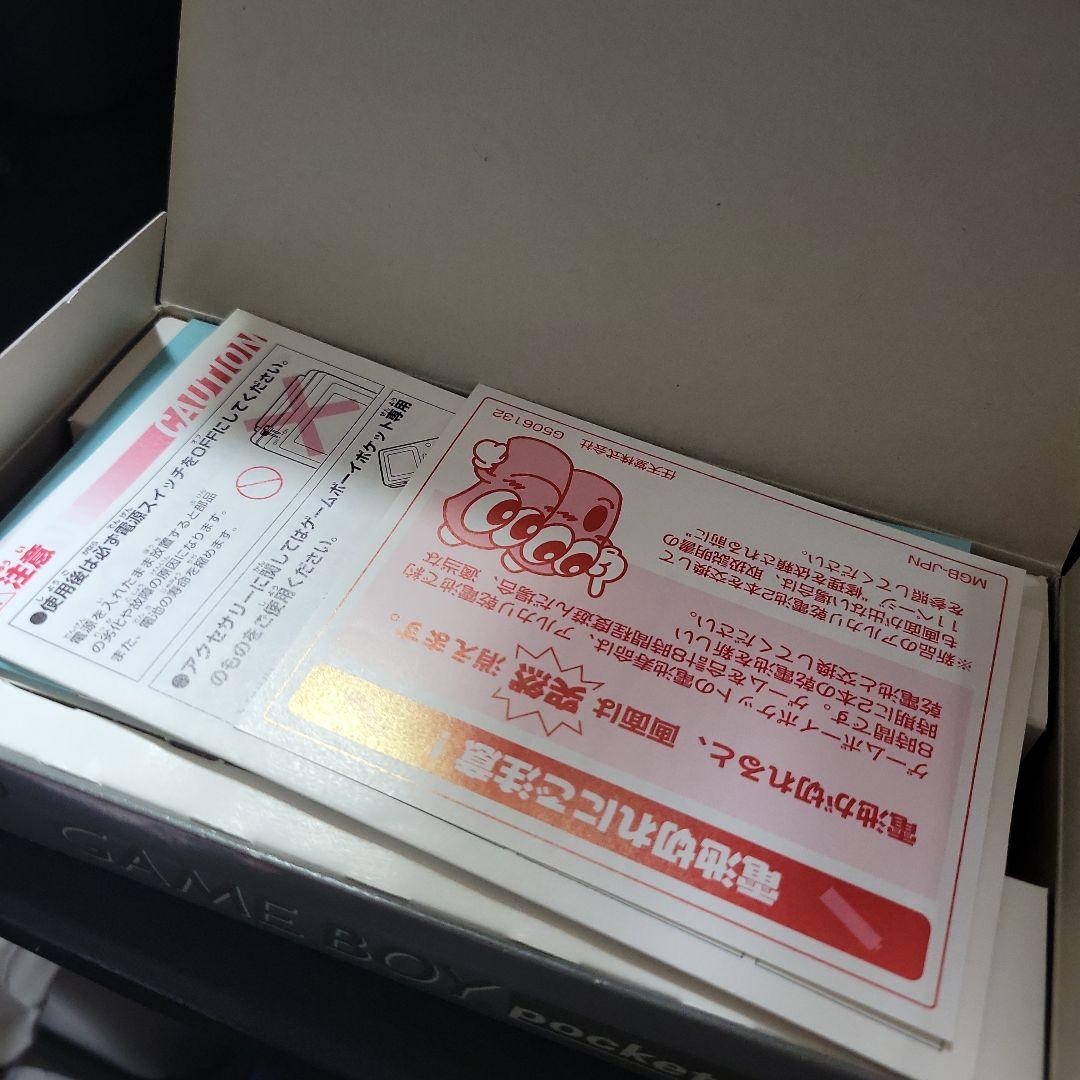 CAUTION
注意
●使用後は必ず電源スイッチをOFFにしてください。
電源を入れたまま放置すると部品
の劣化や故障の原因になります。
また、電池の寿命を縮めます。
●アクセサリーに関してはゲームボーイポケット専用
のものをご使用ください。
電池切れにご注意!
電池が切れると、画面は 突然 消えます。
ゲームボーイポケットの電池寿命は、アルカリ乾電池で約
8時間です。ゲームを合計8時間程度遊んだ場合、適当な
時期に2本の乾電池を新しい
乾電池と交換してください。
※新品のアルカリ乾電池2本を交換して
も画面が出ない場合は、取扱説明書の
11ページ"修理を依頼される前に"
を参照してください。
MGB-JPN
任天堂株式会社
G506132
GAME BOY pocket